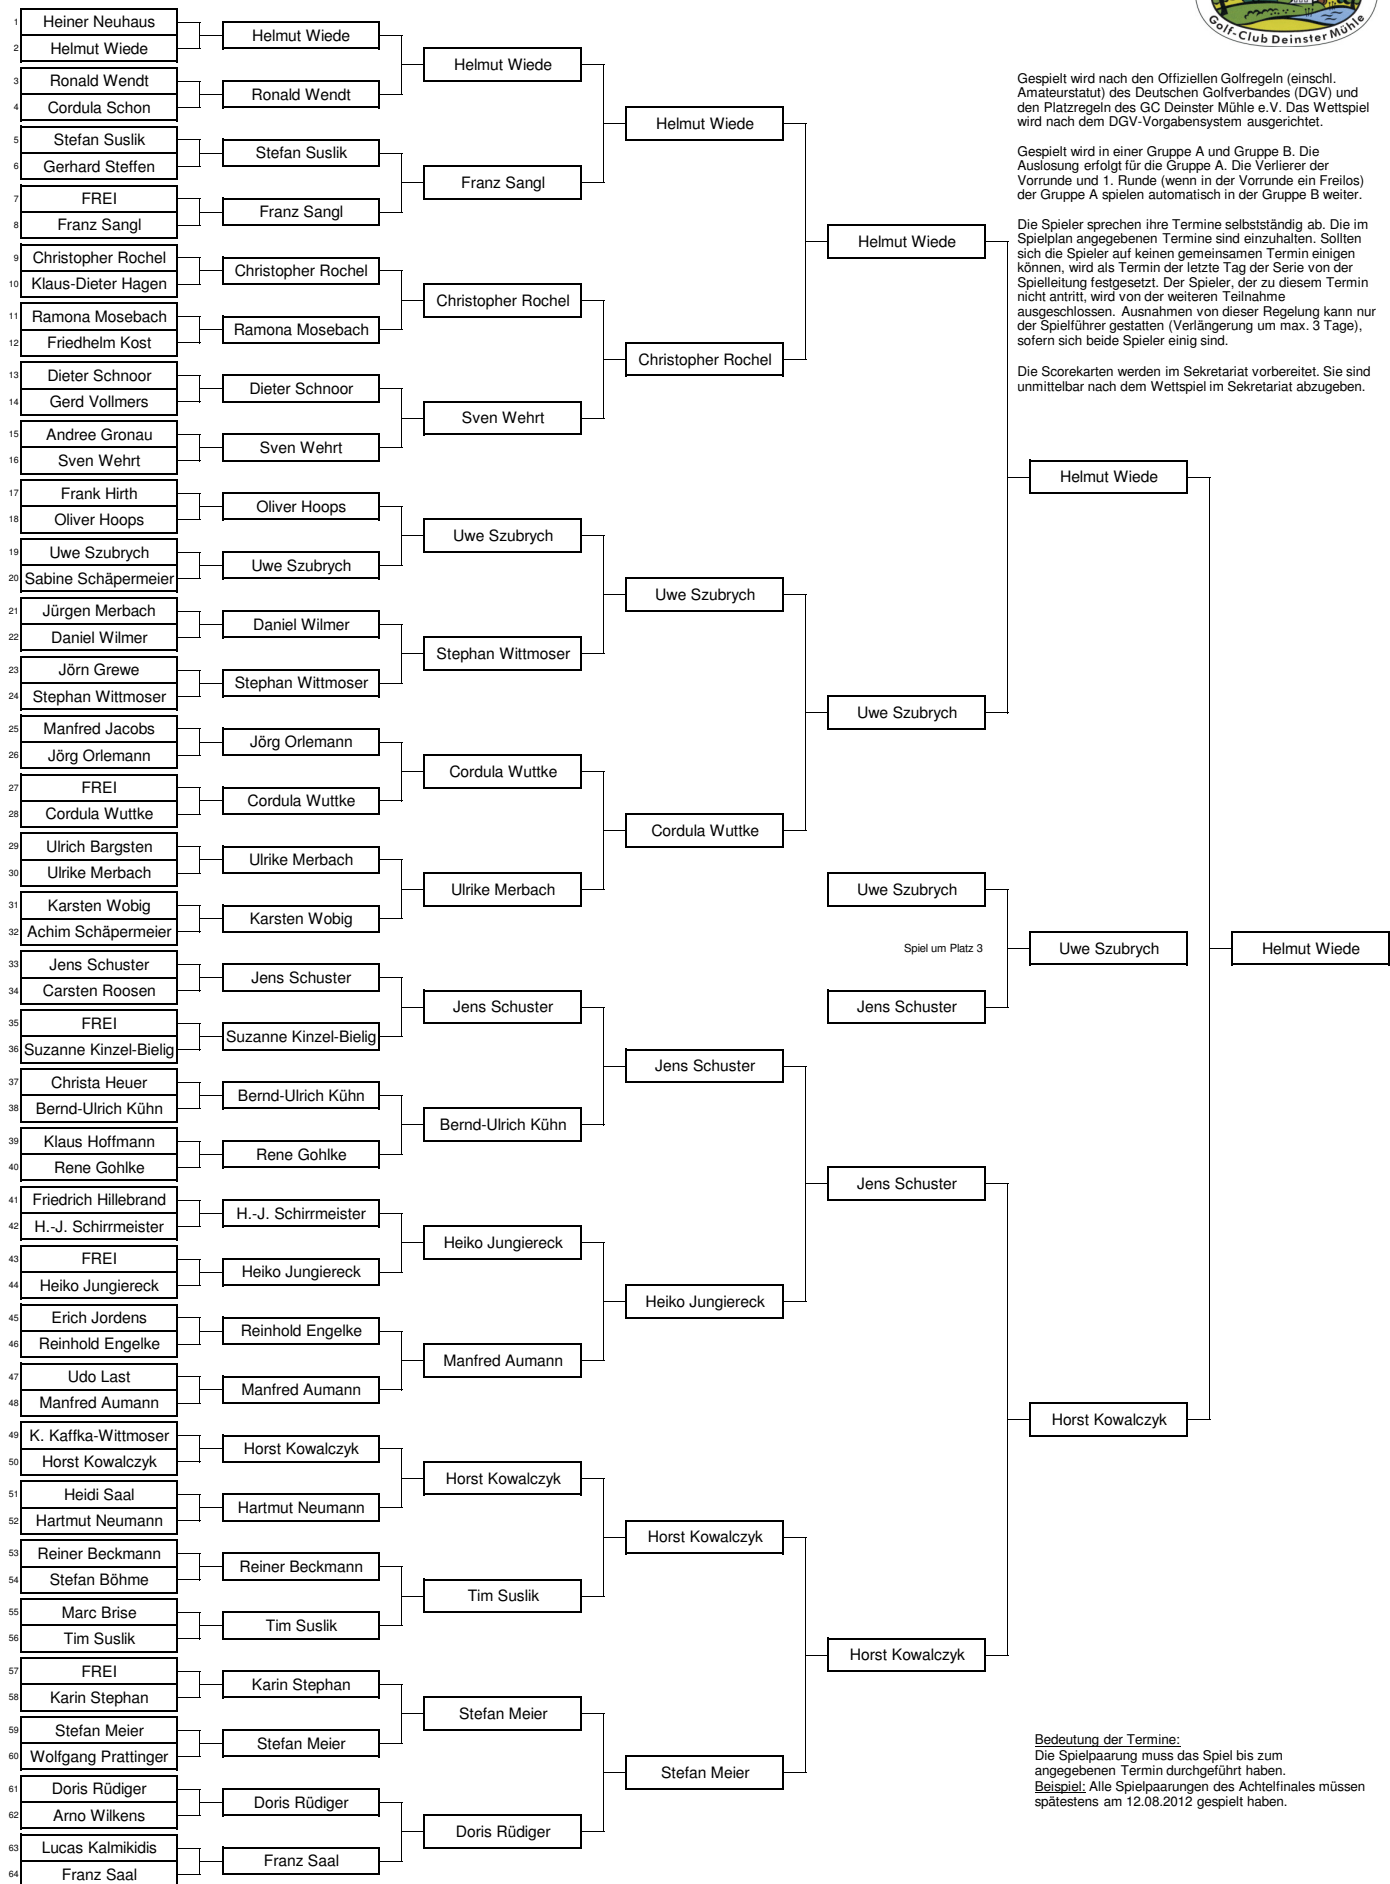 Golf-Club Deinster Mühle
Gespielt wird nach den Offiziellen Golfregeln (einschl.
Amateurstatut) des Deutschen Golfverbandes (DGV) und
den Platzregeln des GC Deinster Mühle e.V. Das Wettspiel
wird nach dem DGV-Vorgabensystem ausgerichtet.
Gespielt wird in einer Gruppe A und Gruppe B. Die
Auslosung erfolgt für die Gruppe A. Die Verlierer der
Vorrunde und 1. Runde (wenn in der Vorrunde ein Freilos)
der Gruppe A spielen automatisch in der Gruppe B weiter.
Die Spieler sprechen ihre Termine selbstständig ab. Die im
Spielplan angegebenen Termine sind einzuhalten. Sollten
sich die Spieler auf keinen gemeinsamen Termin einigen
können, wird als Termin der letzte Tag der Serie von der
Spielleitung festgesetzt. Der Spieler, der zu diesem Termin
nicht antritt, wird von der weiteren Teilnahme
ausgeschlossen. Ausnahmen von dieser Regelung kann nur
der Spielführer gestatten (Verlängerung um max. 3 Tage),
sofern sich beide Spieler einig sind.
Die Scorekarten werden im Sekretariat vorbereitet. Sie sind
unmittelbar nach dem Wettspiel im Sekretariat abzugeben.
1 Heiner Neuhaus
2 Helmut Wiede
3 Ronald Wendt
4 Cordula Schon
5 Stefan Suslik
6 Gerhard Steffen
7 FREI
8 Franz Sangl
9 Christopher Rochel
10 Klaus-Dieter Hagen
11 Ramona Mosebach
12 Friedhelm Kost
13 Dieter Schnoor
14 Gerd Vollmers
15 Andree Gronau
16 Sven Wehrt
17 Frank Hirth
18 Oliver Hoops
19 Uwe Szubrych
20 Sabine Schäpermeier
21 Jürgen Merbach
22 Daniel Wilmer
23 Jörn Grewe
24 Stephan Wittmoser
25 Manfred Jacobs
26 Jörg Orlemann
27 FREI
28 Cordula Wuttke
29 Ulrich Bargsten
30 Ulrike Merbach
31 Karsten Wobig
32 Achim Schäpermeier
33 Jens Schuster
34 Carsten Roosen
35 FREI
36 Suzanne Kinzel-Bielig
37 Christa Heuer
38 Bernd-Ulrich Kühn
39 Klaus Hoffmann
40 Rene Gohlke
41 Friedrich Hillebrand
42 H.-J. Schirrmeister
43 FREI
44 Heiko Jungiereck
45 Erich Jordens
46 Reinhold Engelke
47 Udo Last
48 Manfred Aumann
49 K. Kaffka-Wittmoser
50 Horst Kowalczyk
51 Heidi Saal
52 Hartmut Neumann
53 Reiner Beckmann
54 Stefan Böhme
55 Marc Brise
56 Tim Suslik
57 FREI
58 Karin Stephan
59 Stefan Meier
60 Wolfgang Prattinger
61 Doris Rüdiger
62 Arno Wilkens
63 Lucas Kalmikidis
64 Franz Saal
Helmut Wiede
Ronald Wendt
Stefan Suslik
Franz Sangl
Christopher Rochel
Ramona Mosebach
Dieter Schnoor
Sven Wehrt
Oliver Hoops
Uwe Szubrych
Daniel Wilmer
Stephan Wittmoser
Jörg Orlemann
Cordula Wuttke
Ulrike Merbach
Karsten Wobig
Jens Schuster
Suzanne Kinzel-Bielig
Bernd-Ulrich Kühn
Rene Gohlke
H.-J. Schirrmeister
Heiko Jungiereck
Reinhold Engelke
Manfred Aumann
Horst Kowalczyk
Hartmut Neumann
Reiner Beckmann
Tim Suslik
Karin Stephan
Stefan Meier
Doris Rüdiger
Franz Saal
Helmut Wiede
Franz Sangl
Christopher Rochel
Sven Wehrt
Uwe Szubrych
Stephan Wittmoser
Cordula Wuttke
Ulrike Merbach
Jens Schuster
Bernd-Ulrich Kühn
Heiko Jungiereck
Manfred Aumann
Horst Kowalczyk
Tim Suslik
Stefan Meier
Doris Rüdiger
Helmut Wiede
Christopher Rochel
Uwe Szubrych
Cordula Wuttke
Jens Schuster
Heiko Jungiereck
Horst Kowalczyk
Stefan Meier
Helmut Wiede
Uwe Szubrych
Uwe Szubrych
Spiel um Platz 3
Jens Schuster
Jens Schuster
Horst Kowalczyk
Helmut Wiede
Uwe Szubrych
Horst Kowalczyk
Helmut Wiede
Bedeutung der Termine:
Die Spielpaarung muss das Spiel bis zum
angegebenen Termin durchgeführt haben.
Beispiel: Alle Spielpaarungen des Achtelfinales müssen
spätestens am 12.08.2012 gespielt haben.